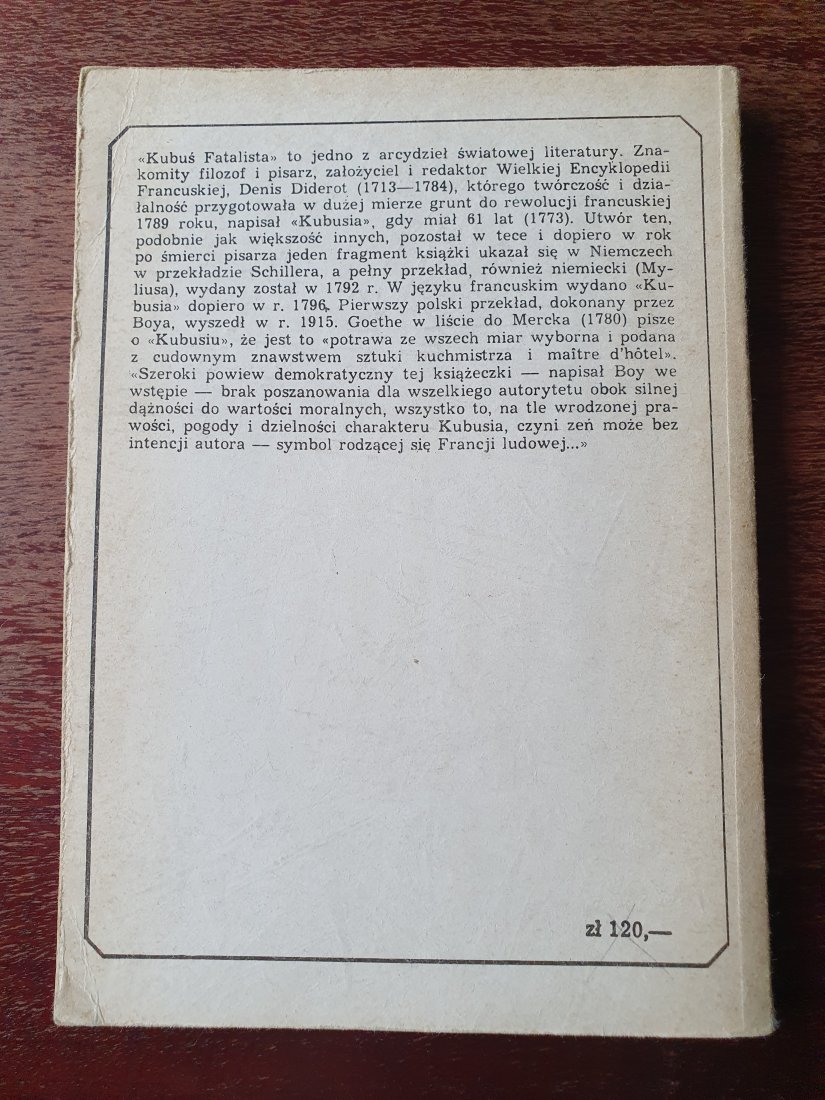 «Kubuś Fatalista» to jedno z arcydzieł światowej literatury. Zna-
komity filozof i pisarz, założyciel i redaktor Wielkiej Encyklopedii
Francuskiej, Denis Diderot (1713—1784), którego twórczość i dzia-
łalność przygotowała w dużej mierze grunt do rewolucji francuskiej
1789 roku, napisał «Kubusia», gdy miał 61 lat (1773). Utwór ten,
podobnie jak większość innych, pozostał w tece i dopiero w rok
po śmierci pisarza jeden fragment książki ukazał się w Niemczech
w przekładzie Schillera, a pełny przekład, również niemiecki (My-
liusa), wydany został w 1792 r. W języku francuskim wydano «Ku-
busia» dopiero w r. 1796. Pierwszy polski przekład, dokonany przez
Boya, wyszedł w r. 1915. Goethe w liście do Mercka (1780) pisze
o «Kubusiu», że jest to «potrawa ze wszech miar wyborna i podana
z cudownym znawstwem sztuki kuchmistrza i maître d'hôtel».
«Szeroki powiew demokratyczny tej książeczki — napisał Boy we
wstępie — brak poszanowania dla wszelkiego autorytetu obok silnej
dążności do wartości moralnych, wszystko to, na tle wrodzonej pra-
wości, pogody i dzielności charakteru Kubusia, czyni zeń może bez
intencji autora — symbol rodzącej się Francji ludowej...»
zł 120,—